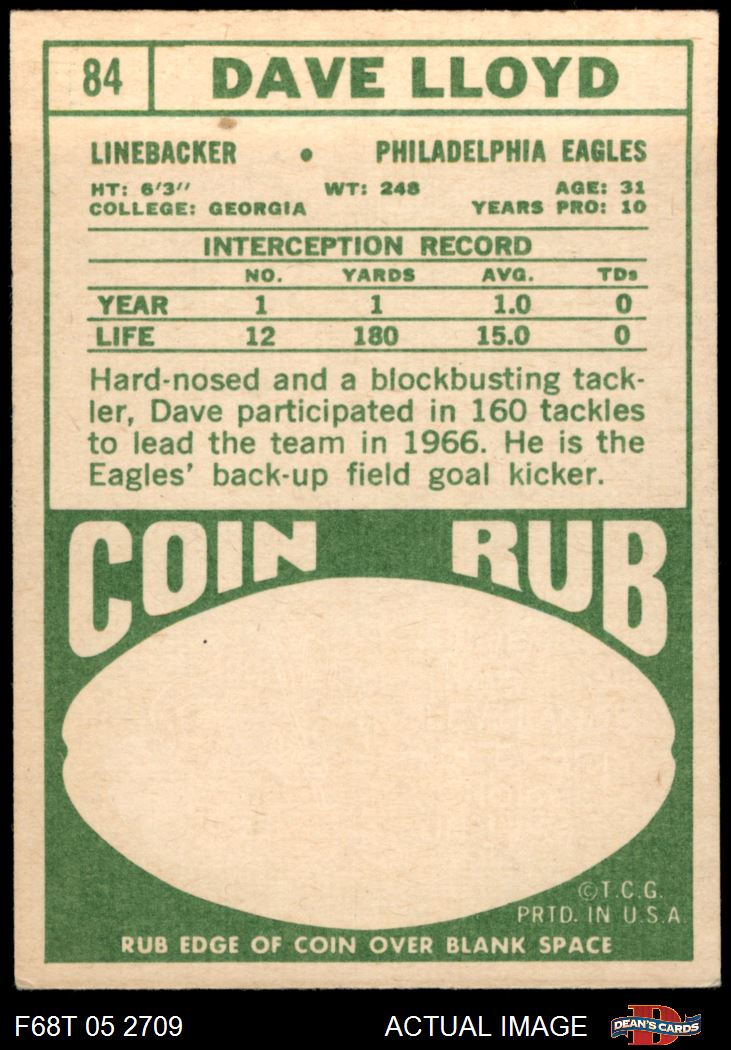 84 DAVE LLOYD
LINEBACKER • PHILADELPHIA EAGLES
HT: 6'3" WT: 248 AGE: 31
COLLEGE: GEORGIA YEARS PRO: 10
INTERCEPTION RECORD
NO. YARDS AVG. TDs
YEAR 1 1 1.0 0
LIFE 12 180 15.0 0
Hard-nosed and a blockbusting tack-
ler, Dave participated in 160 tackles
to lead the team in 1966. He is the
Eagles' back-up field goal kicker.
COIN RUB
©T.C.G.
PRTD. IN U.S.A.
RUB EDGE OF COIN OVER BLANK SPACE
F68T 05 2709 ACTUAL IMAGE DEAN'S CARDS